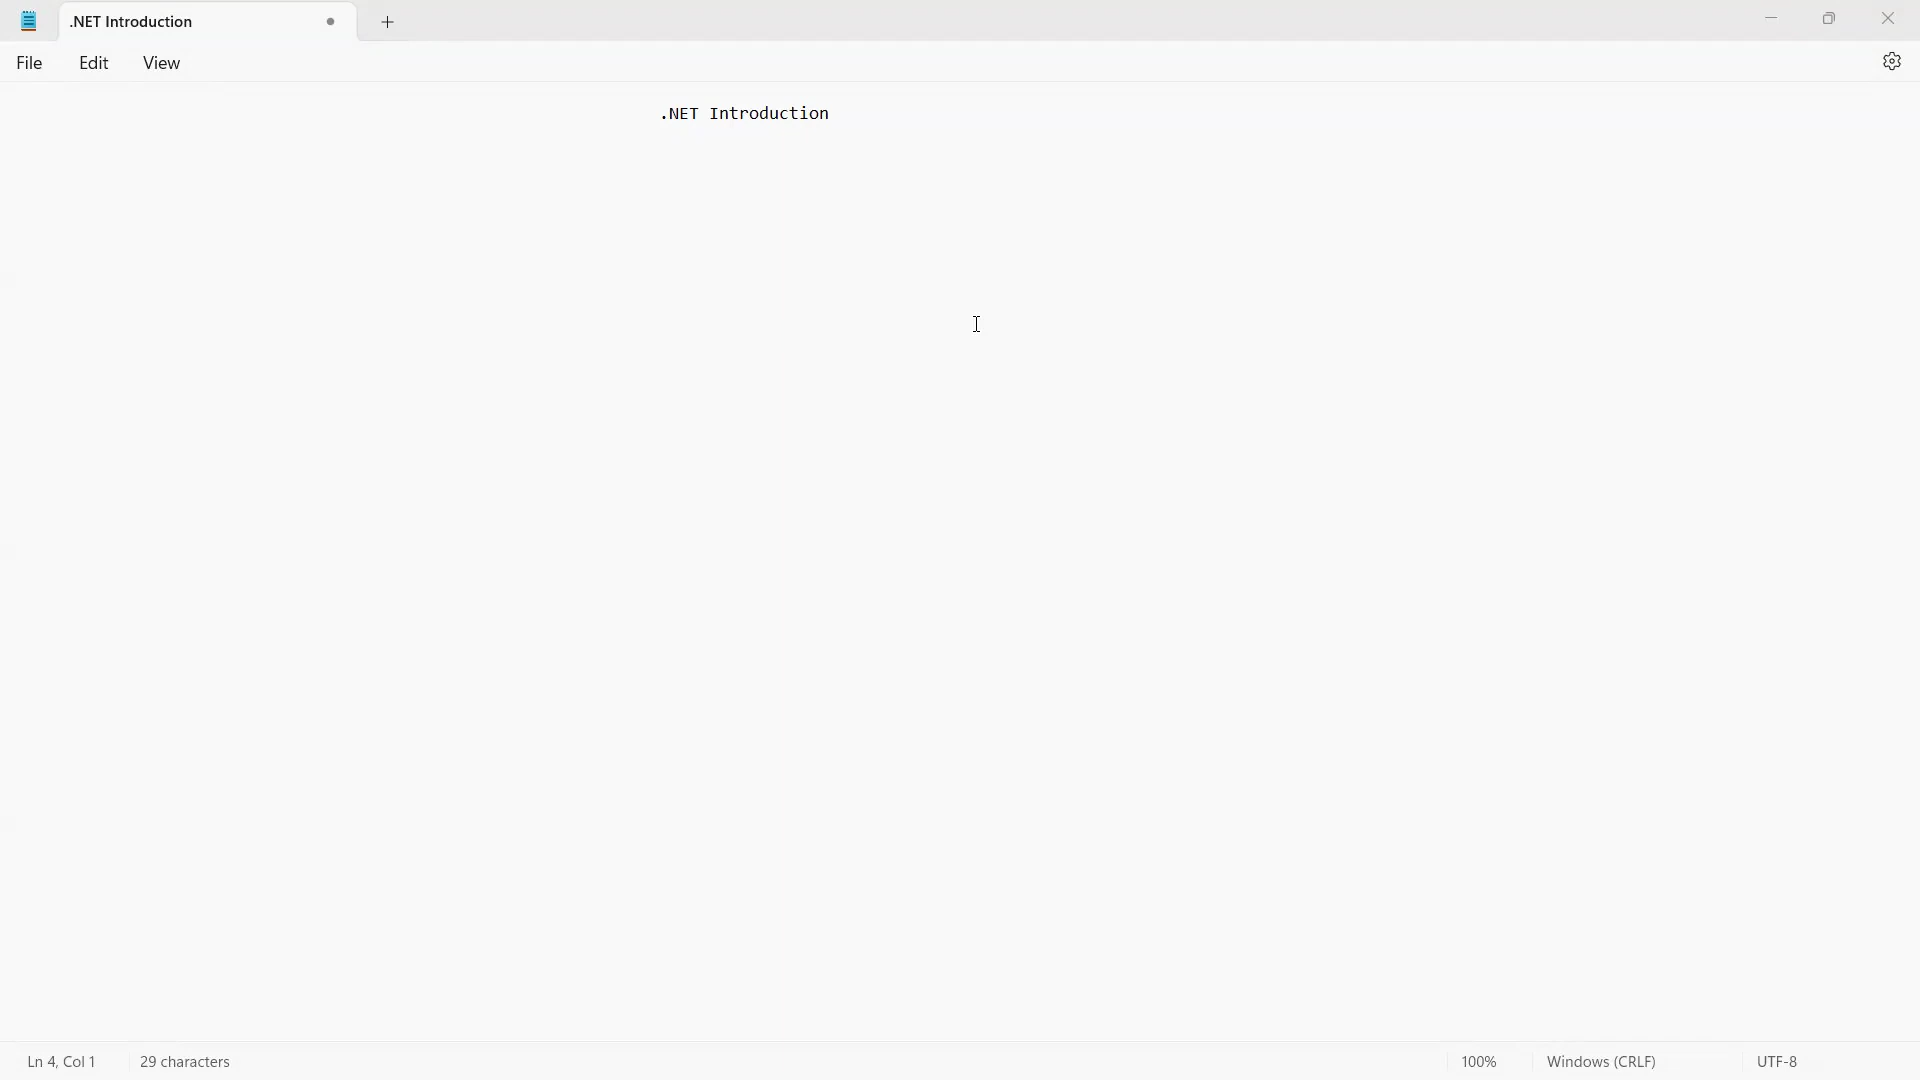 .NET Introduction
File Edit View
.NET Introduction
Ln 4, Col 1 29 characters 100% Windows (CRLF) UTF-8